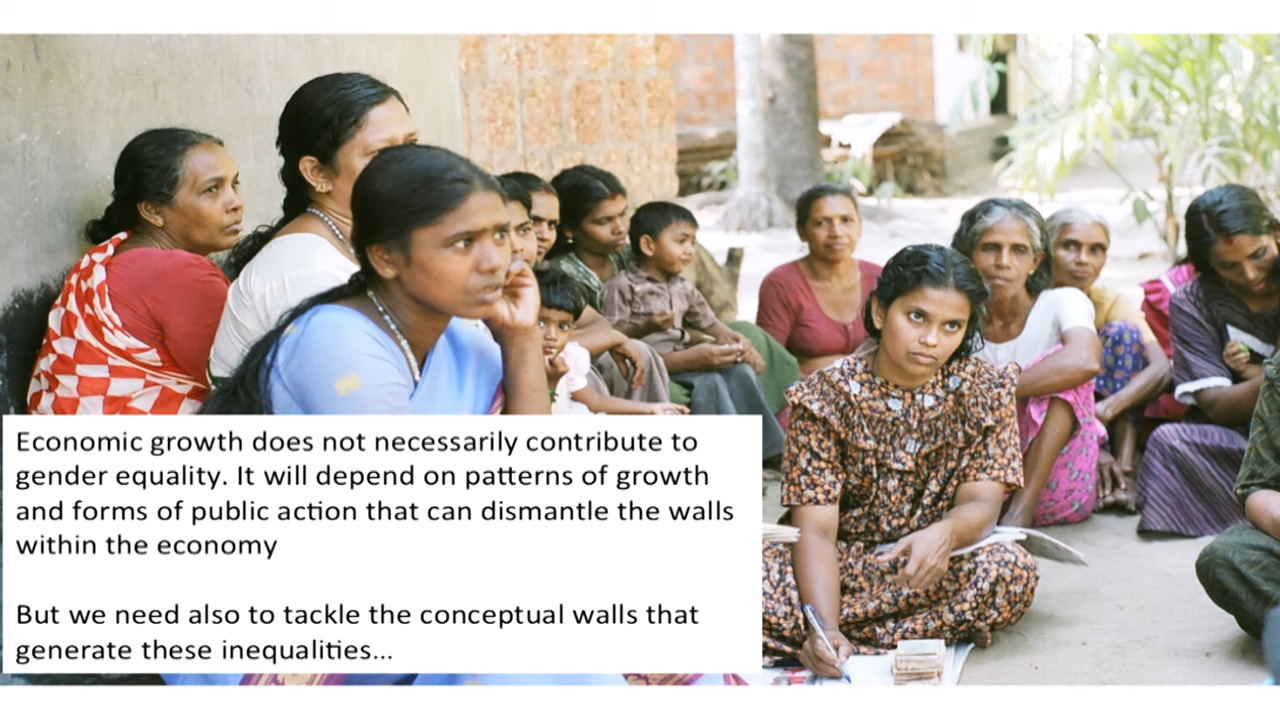 Economic growth does not necessarily contribute to
gender equality. It will depend on patterns of growth
and forms of public action that can dismantle the walls
within the economy
But we need also to tackle the conceptual walls that
generate these inequalities...